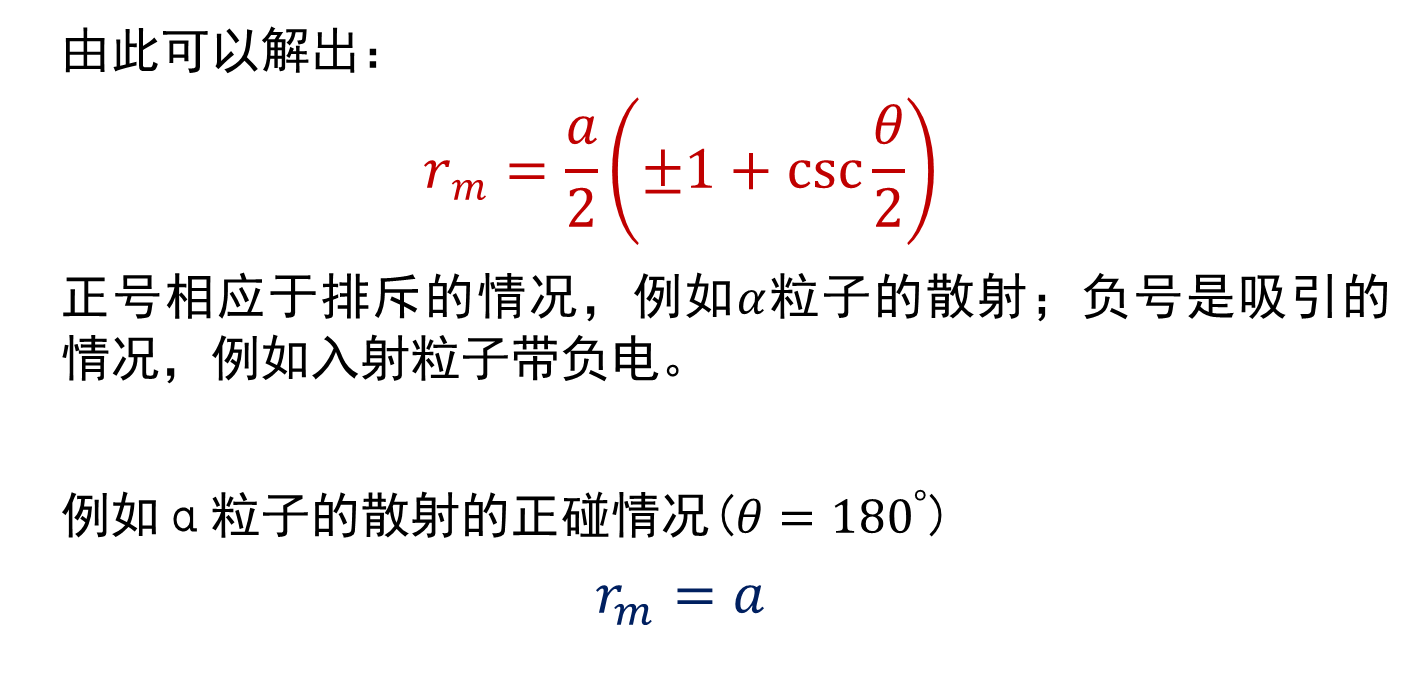 由此可以解出：
r_m = a/2 (±1 + csc θ/2)
正号相应于排斥的情况，例如α粒子的散射；负号是吸引的
情况，例如入射粒子带负电。
例如α粒子的散射的正碰情况(θ = 180°)
r_m = a